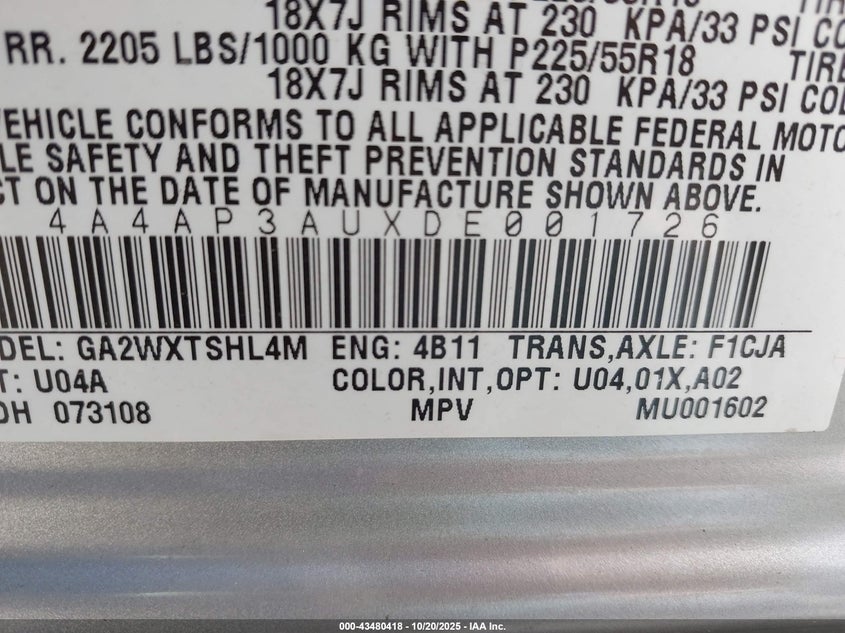 18X7J RIMS AT 230 KPA/33 PSI CO
RR. 2205 LBS/1000 KG WITH P225/55R18 TIRE
18X7J RIMS AT 230 KPA/33 PSI COL
VEHICLE CONFORMS TO ALL APPLICABLE FEDERAL MOTO
LE SAFETY AND THEFT PREVENTION STANDARDS IN
CT ON THE DATE OF MANUFACTURE SHOWN ABOVE.
4A4AP3AUXDE001726
DEL: GA2WXTSHL4M ENG: 4B11 TRANS,AXLE: F1CJA
T: U04A COLOR,INT,OPT: U04,01X,A02
DH 073108 MPV MU001602
000-43480418 - 10/20/2025 - IAA Inc.